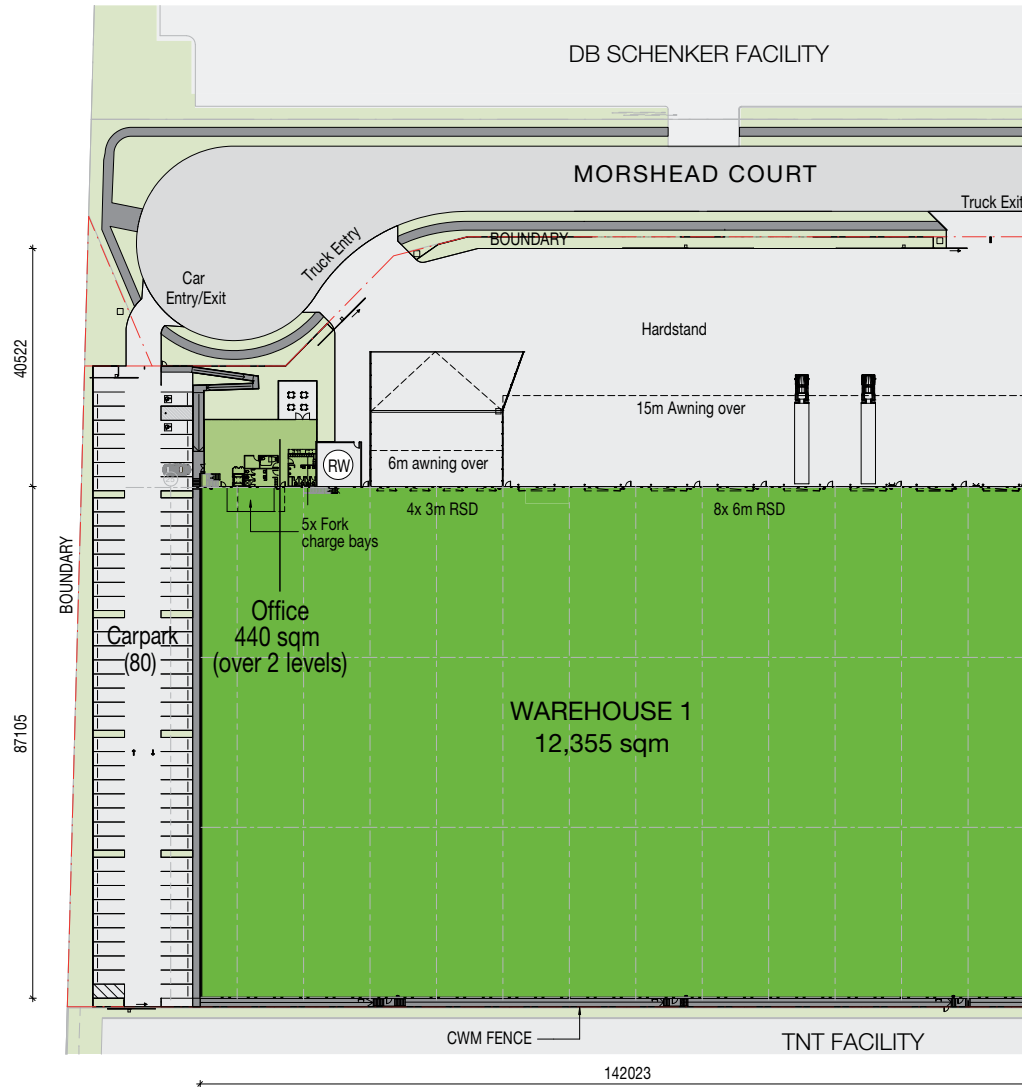 DB SCHENKER FACILITY
MORSHEAD COURT
Truck Exit
BOUNDARY
Truck Entry
Car
Entry/Exit
Hardstand
40522
15m Awning over
6m awning over
RW
4x 3m RSD
8x 6m RSD
5x Fork
charge bays
BOUNDARY
Office
440 sqm
(over 2 levels)
Carpark
(80)
WAREHOUSE 1
12,355 sqm
87105
CWM FENCE
TNT FACILITY
142023